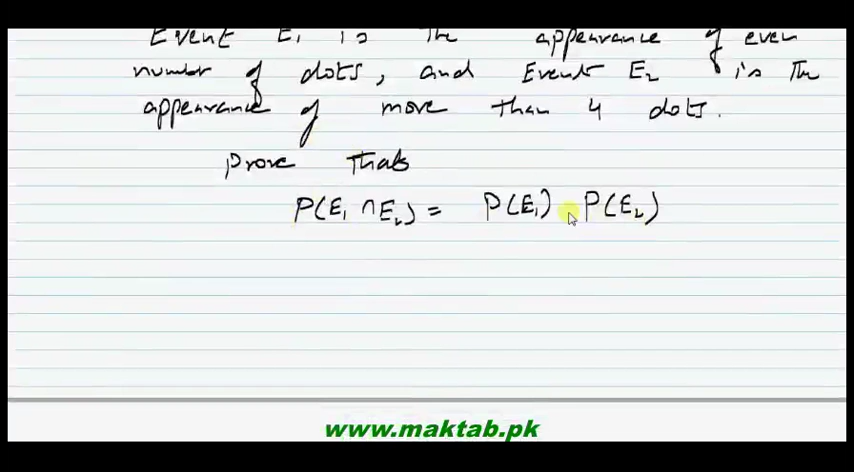 Event E1 is the appearance of even
number of dots, and Event E2 is the
appearance of more than 4 dots.
prove that
P(E1 ∩ E2) = P(E1) . P(E2)
www.maktab.pk